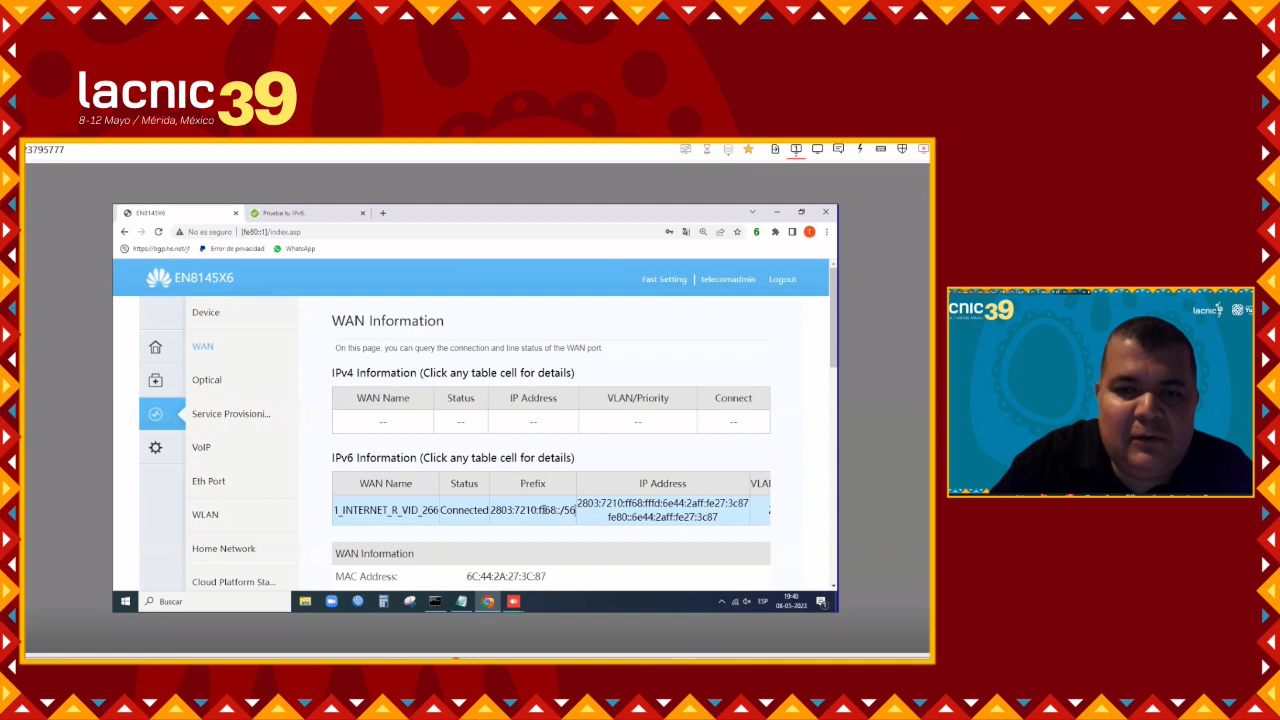 lacnic39
8-12 Mayo / Mérida, México
23795777
EN8145X6
Prueba tu IPv6.
No es seguro | [fe80::1]/index.asp
6
T
https://bgp.he.net/jf
Error de privacidad
WhatsApp
EN8145X6
Fast Setting | telecomadmin
Logout
Device
WAN
Optical
Service Provisioni...
VoIP
Eth Port
WLAN
Home Network
Cloud Platform Sta...
WAN Information
On this page, you can query the connection and line status of the WAN port.
IPv4 Information (Click any table cell for details)
WAN Name Status IP Address VLAN/Priority Connect
-- -- -- -- --
IPv6 Information (Click any table cell for details)
WAN Name Status Prefix IP Address VLA
1_INTERNET_R_VID_266 Connected 2803:7210:ff68::/56 2803:7210:ff68:fffd:6e44:2aff:fe27:3c87
fe80::6e44:2aff:fe27:3c87
WAN Information
MAC Address: 6C:44:2A:27:3C:87
Buscar
ESP
19:40
08-05-2023
cnic39
lacnic